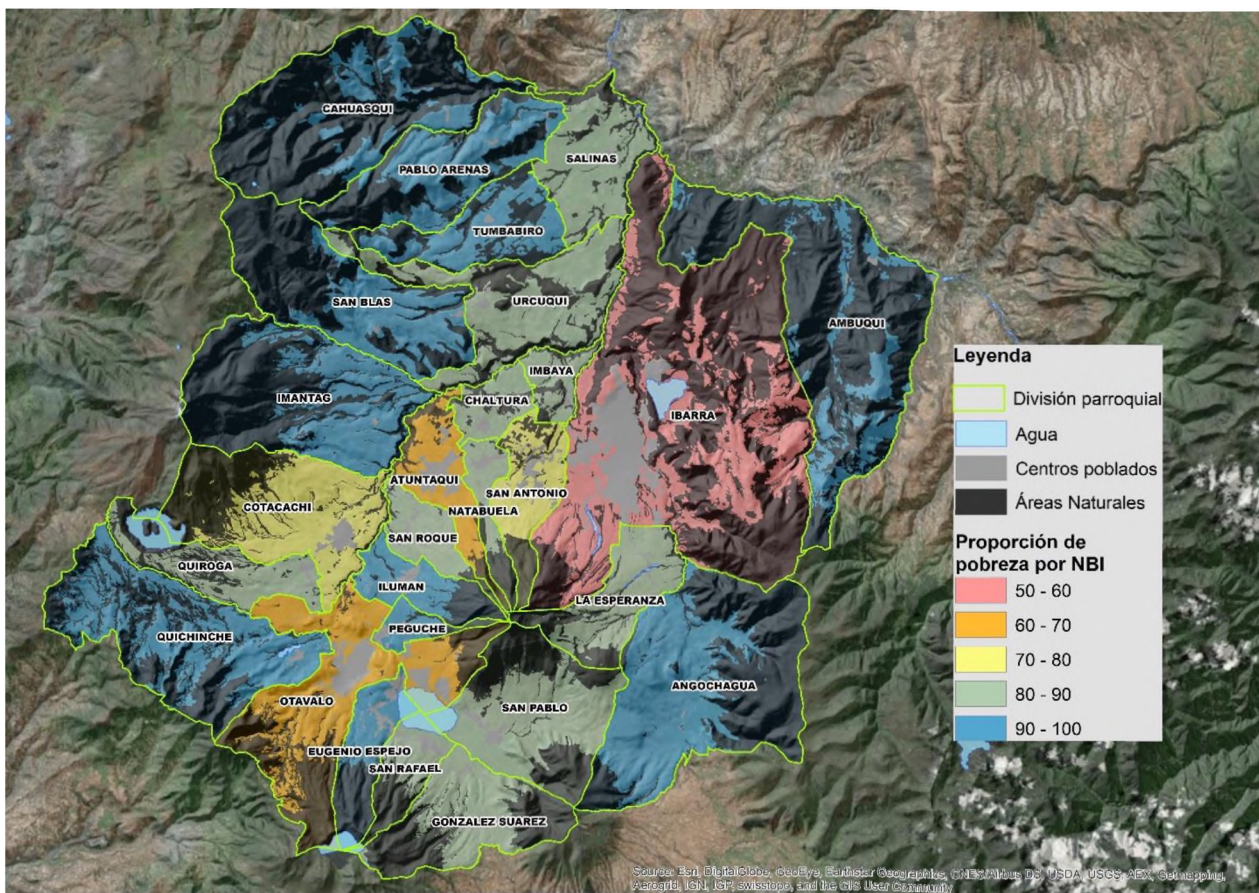 CAHUASQUI
PABLO ARENAS
SALINAS
TUMBABIRO
SAN BLAS
URCUQUI
AMBUQUI
IMBAYA
IMANTAG
CHALTURA
IBARRA
ATUNTAQUI
SAN ANTONIO
COTACACHI
NATABUELA
SAN ROQUE
QUIROGA
ILUMAN
LA ESPERANZA
QUICHINCHE
PEGUCHE
ANGOCHAGUA
OTAVALO
SAN PABLO
EUGENIO ESPEJO
SAN RAFAEL
GONZALEZ SUAREZ
Leyenda
División parroquial
Agua
Centros poblados
Áreas Naturales
Proporción de
pobreza por NBI
50 - 60
60 - 70
70 - 80
80 - 90
90 - 100
Source: Esri, DigitalGlobe, GeoEye, Earthstar Geographics, CNES/Airbus DS, USDA, USGS, AEX, Getmapping,
Aerogrid, IGN, IGP, swisstopo, and the GIS User Community